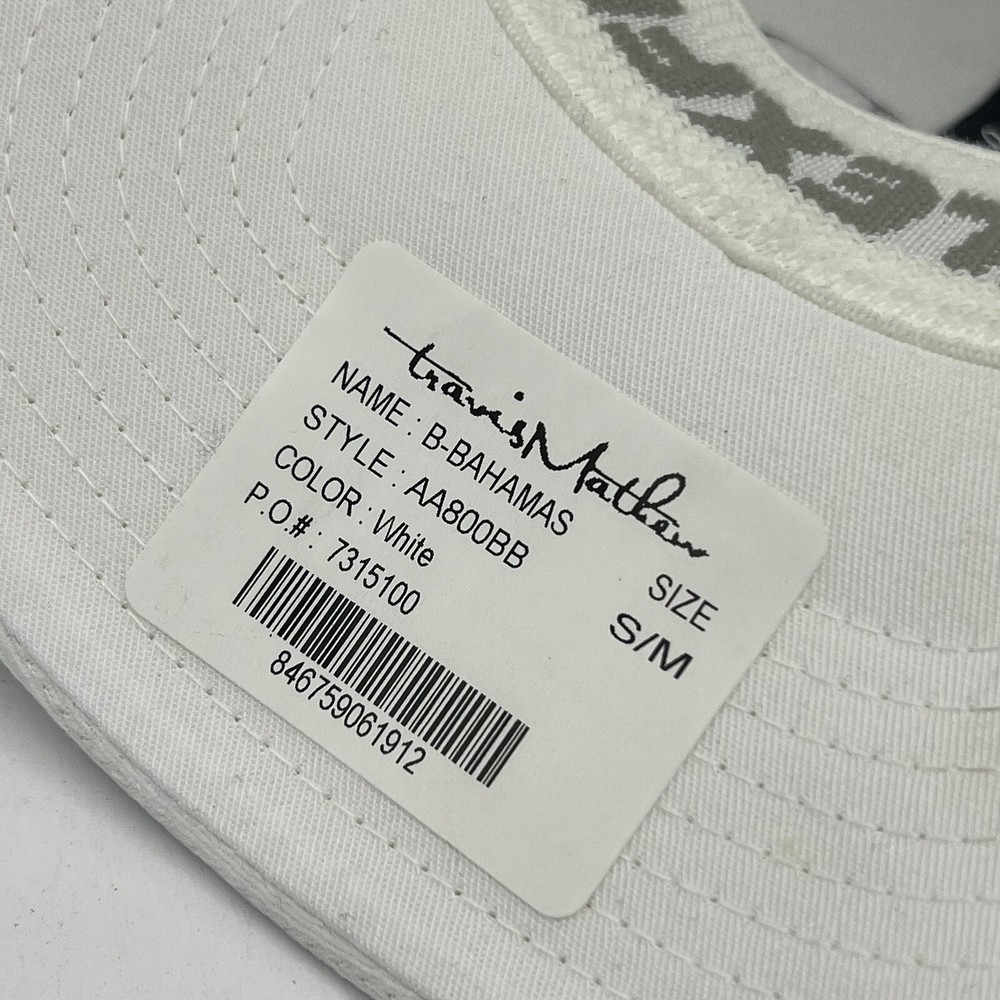 travisMathew
NAME : B-BAHAMAS
STYLE : AA800BB
COLOR : White
P.O.# : 7315100
SIZE
S/M
846759061912